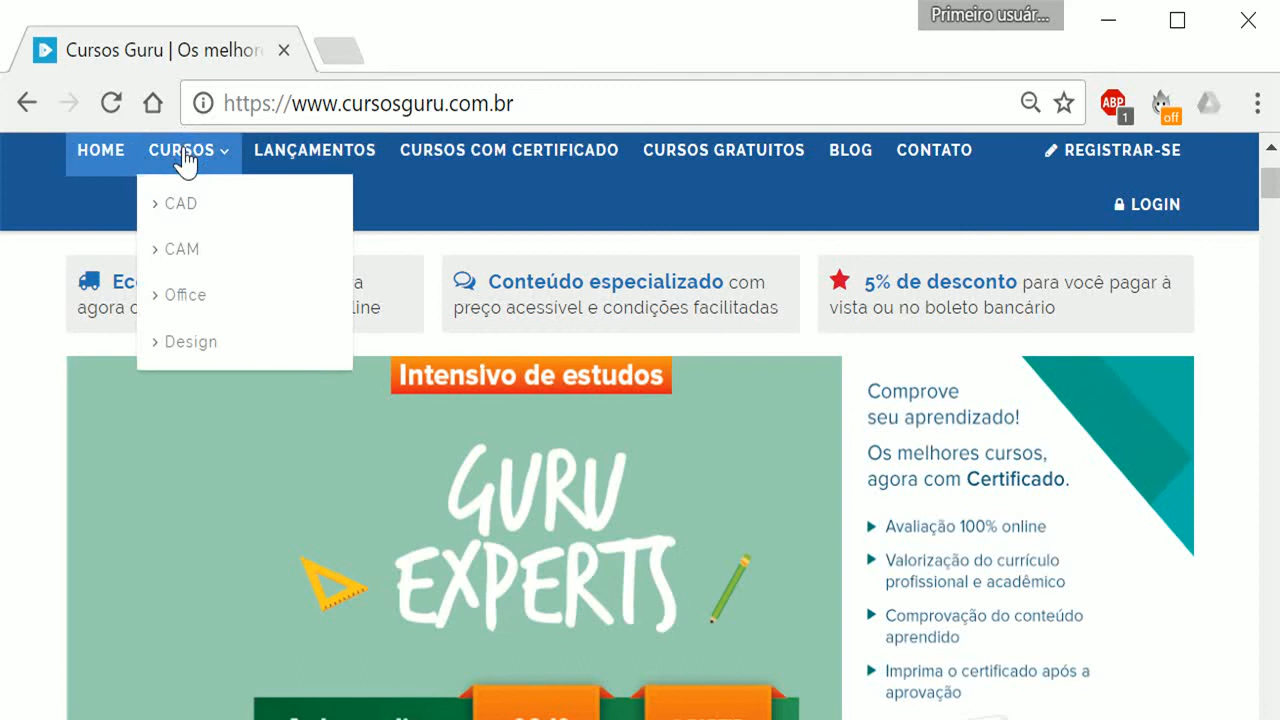 Primeiro usuár...
Cursos Guru | Os melhore
https://www.cursosguru.com.br
ABP
1
off
HOME CURSOS LANÇAMENTOS CURSOS COM CERTIFICADO CURSOS GRATUITOS BLOG CONTATO REGISTRAR-SE
LOGIN
> CAD
> CAM
> Office
> Design
Conteúdo especializado com
preço acessível e condições facilitadas
5% de desconto para você pagar à
vista ou no boleto bancário
Intensivo de estudos
GURU
EXPERTS
Comprove
seu aprendizado!
Os melhores cursos,
agora com Certificado.
Avaliação 100% online
Valorização do currículo
profissional e acadêmico
Comprovação do conteúdo
aprendido
Imprima o certificado após a
aprovação